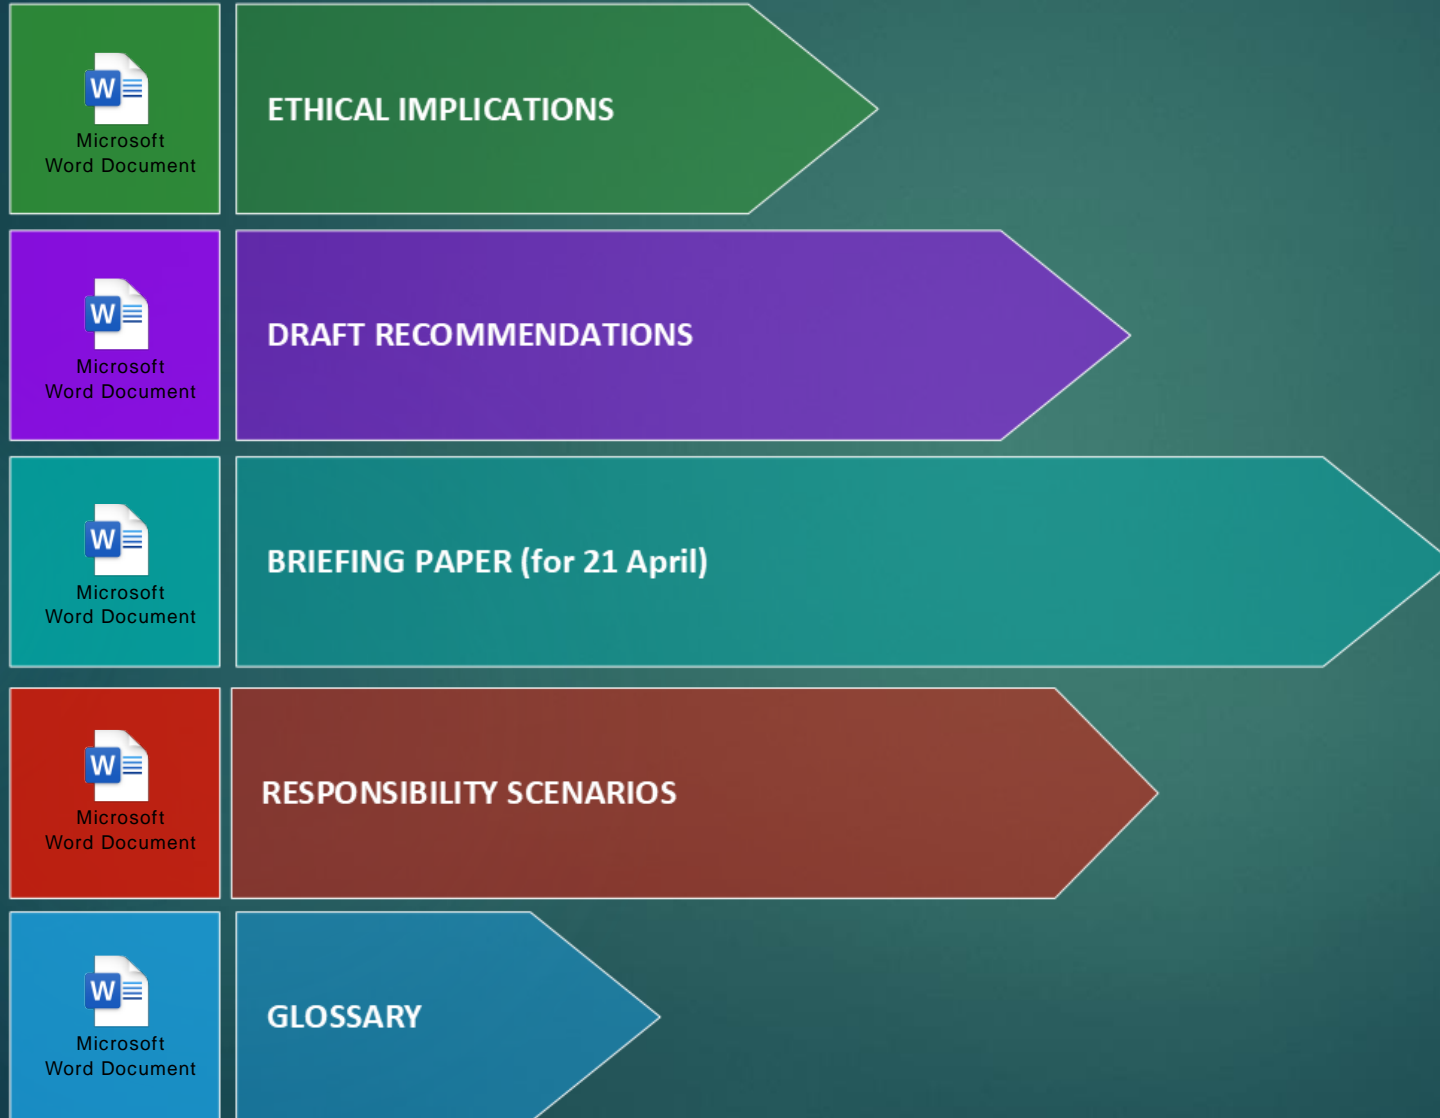 W
Microsoft
Word Document
ETHICAL IMPLICATIONS
W
Microsoft
Word Document
DRAFT RECOMMENDATIONS
W
Microsoft
Word Document
BRIEFING PAPER (for 21 April)
W
Microsoft
Word Document
RESPONSIBILITY SCENARIOS
W
Microsoft
Word Document
GLOSSARY